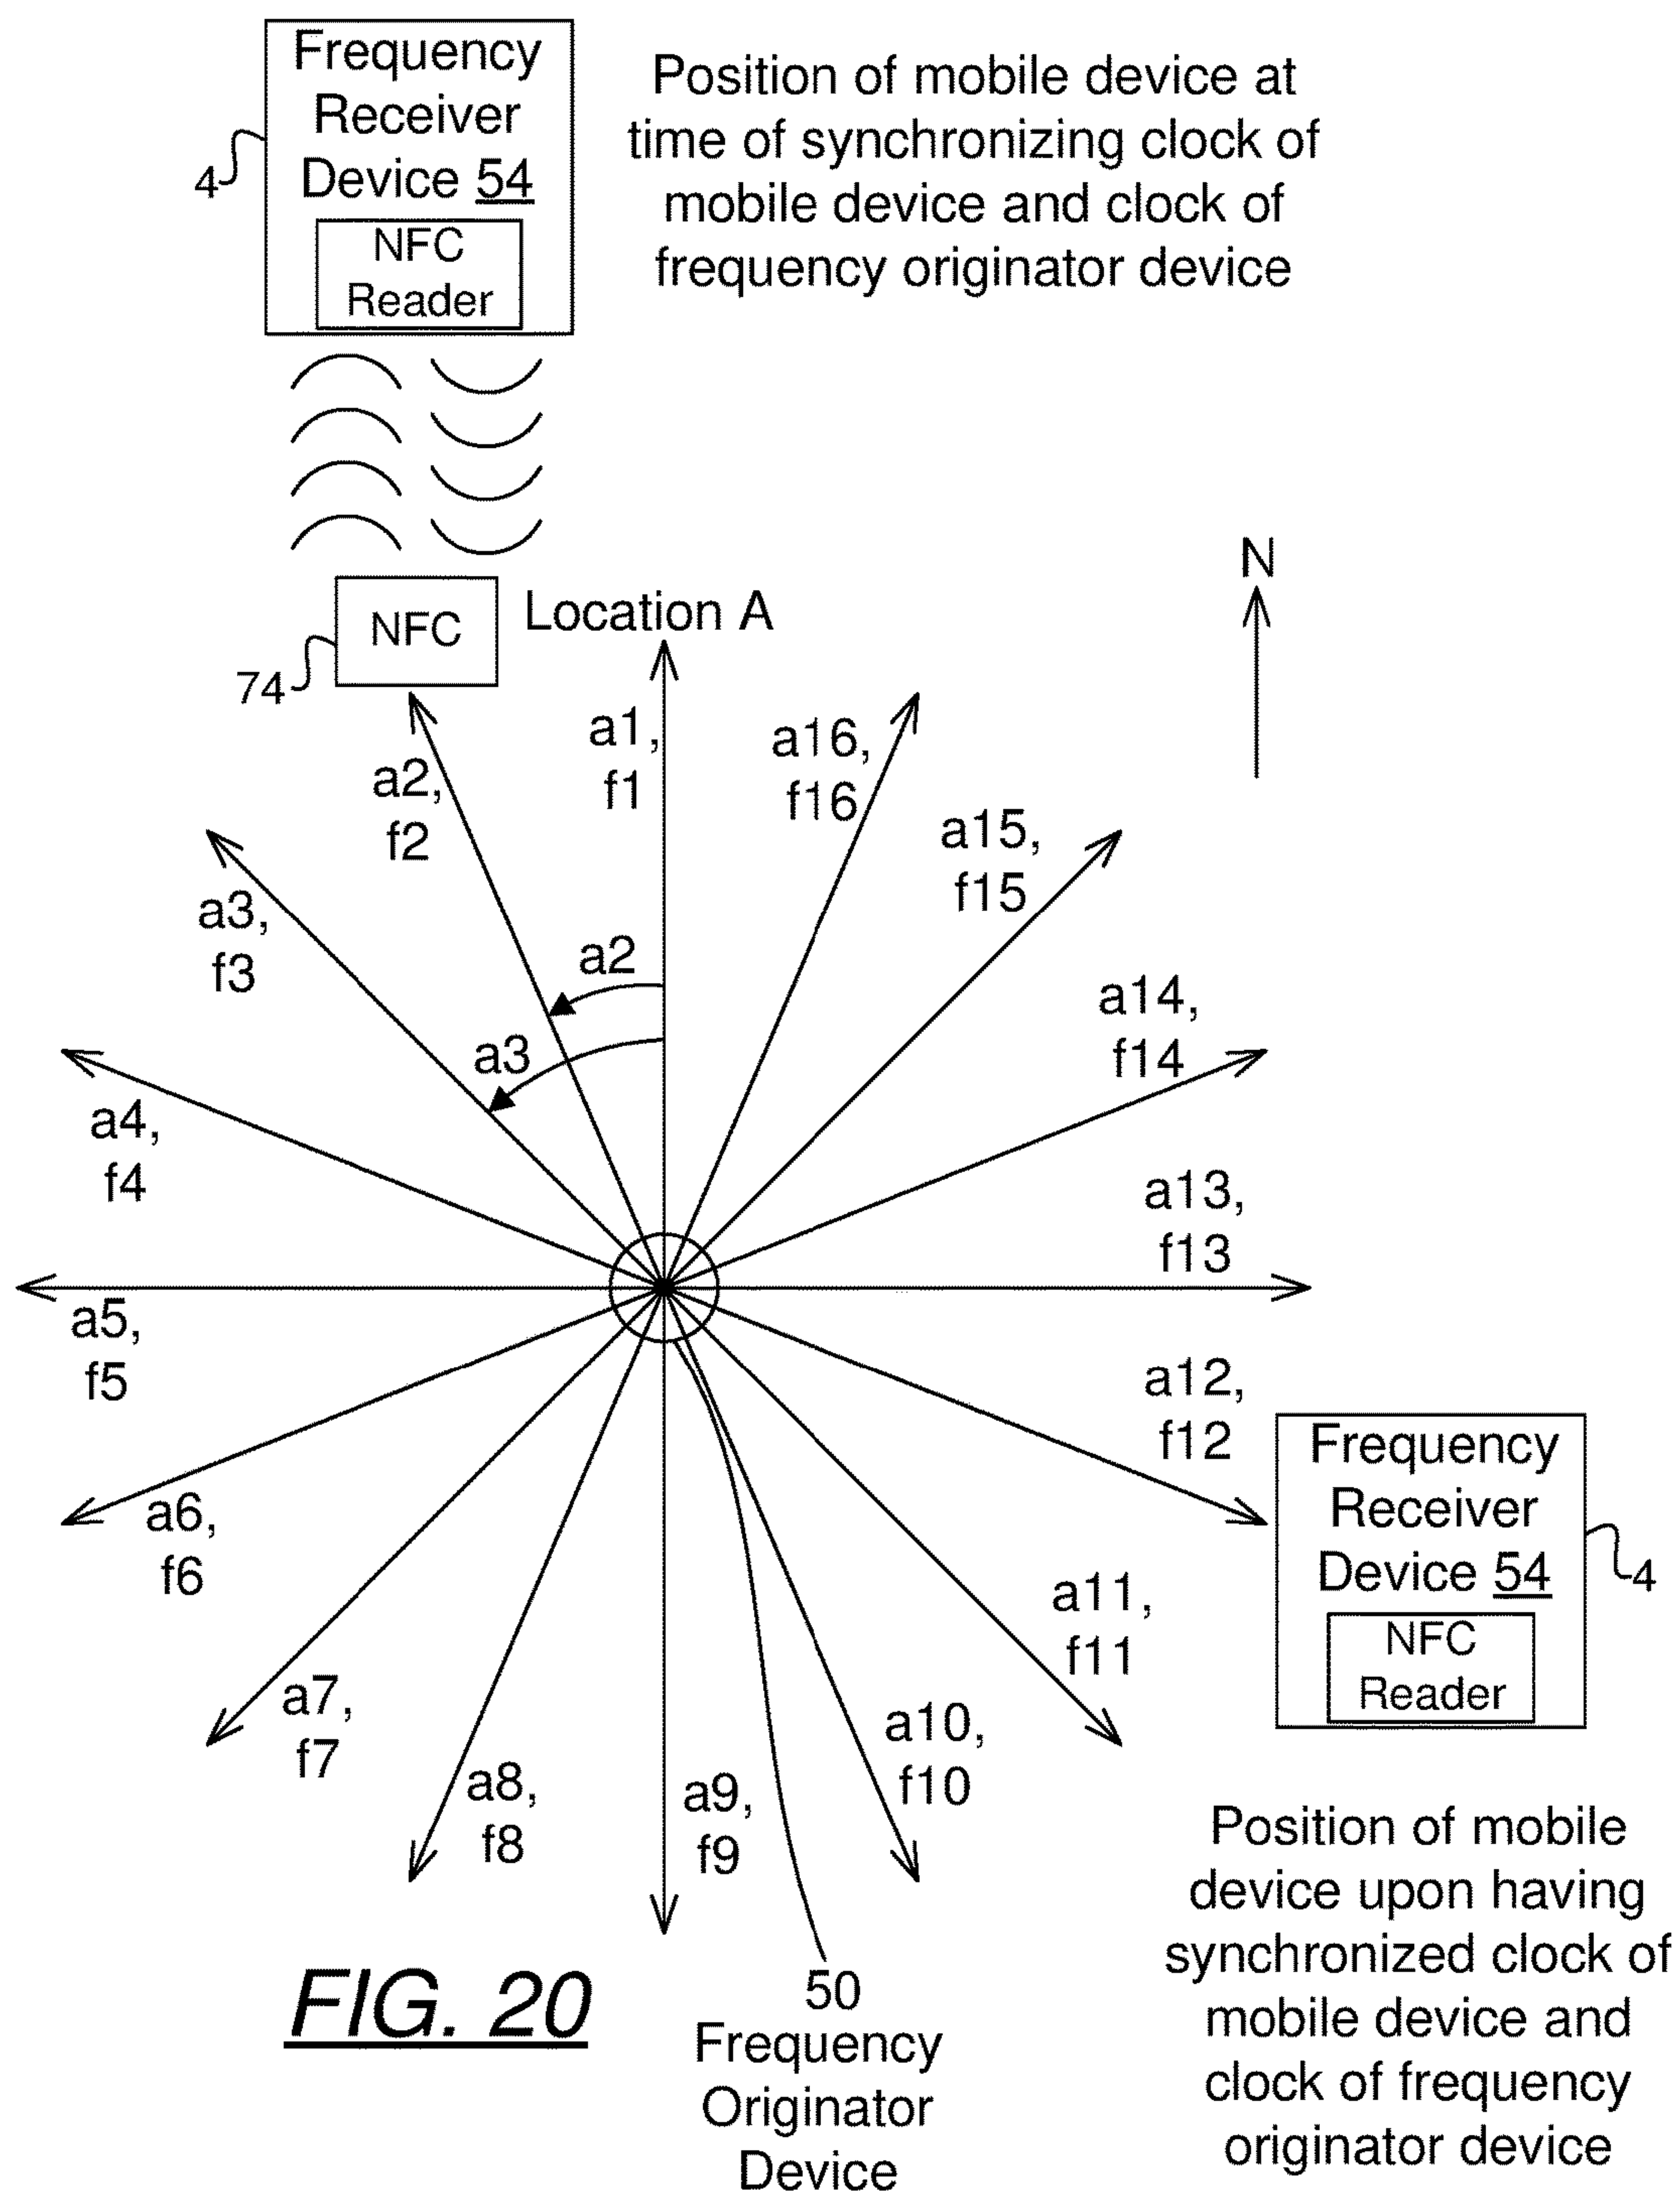 Frequency
Receiver
Device 54
NFC
Reader
4
Position of mobile device at
time of synchronizing clock of
mobile device and clock of
frequency originator device
N
NFC
74
Location A
a1,
f1
a16,
f16
a2,
f2
a15,
f15
a3,
f3
a2
a3
a14,
f14
a4,
f4
a13,
f13
a5,
f5
a12,
f12
Frequency
Receiver
Device 54
NFC
Reader
4
a6,
f6
a11,
f11
a7,
f7
a10,
f10
a8,
f8
a9,
f9
Position of mobile
device upon having
synchronized clock of
mobile device and
clock of frequency
originator device
FIG. 20
50
Frequency
Originator
Device